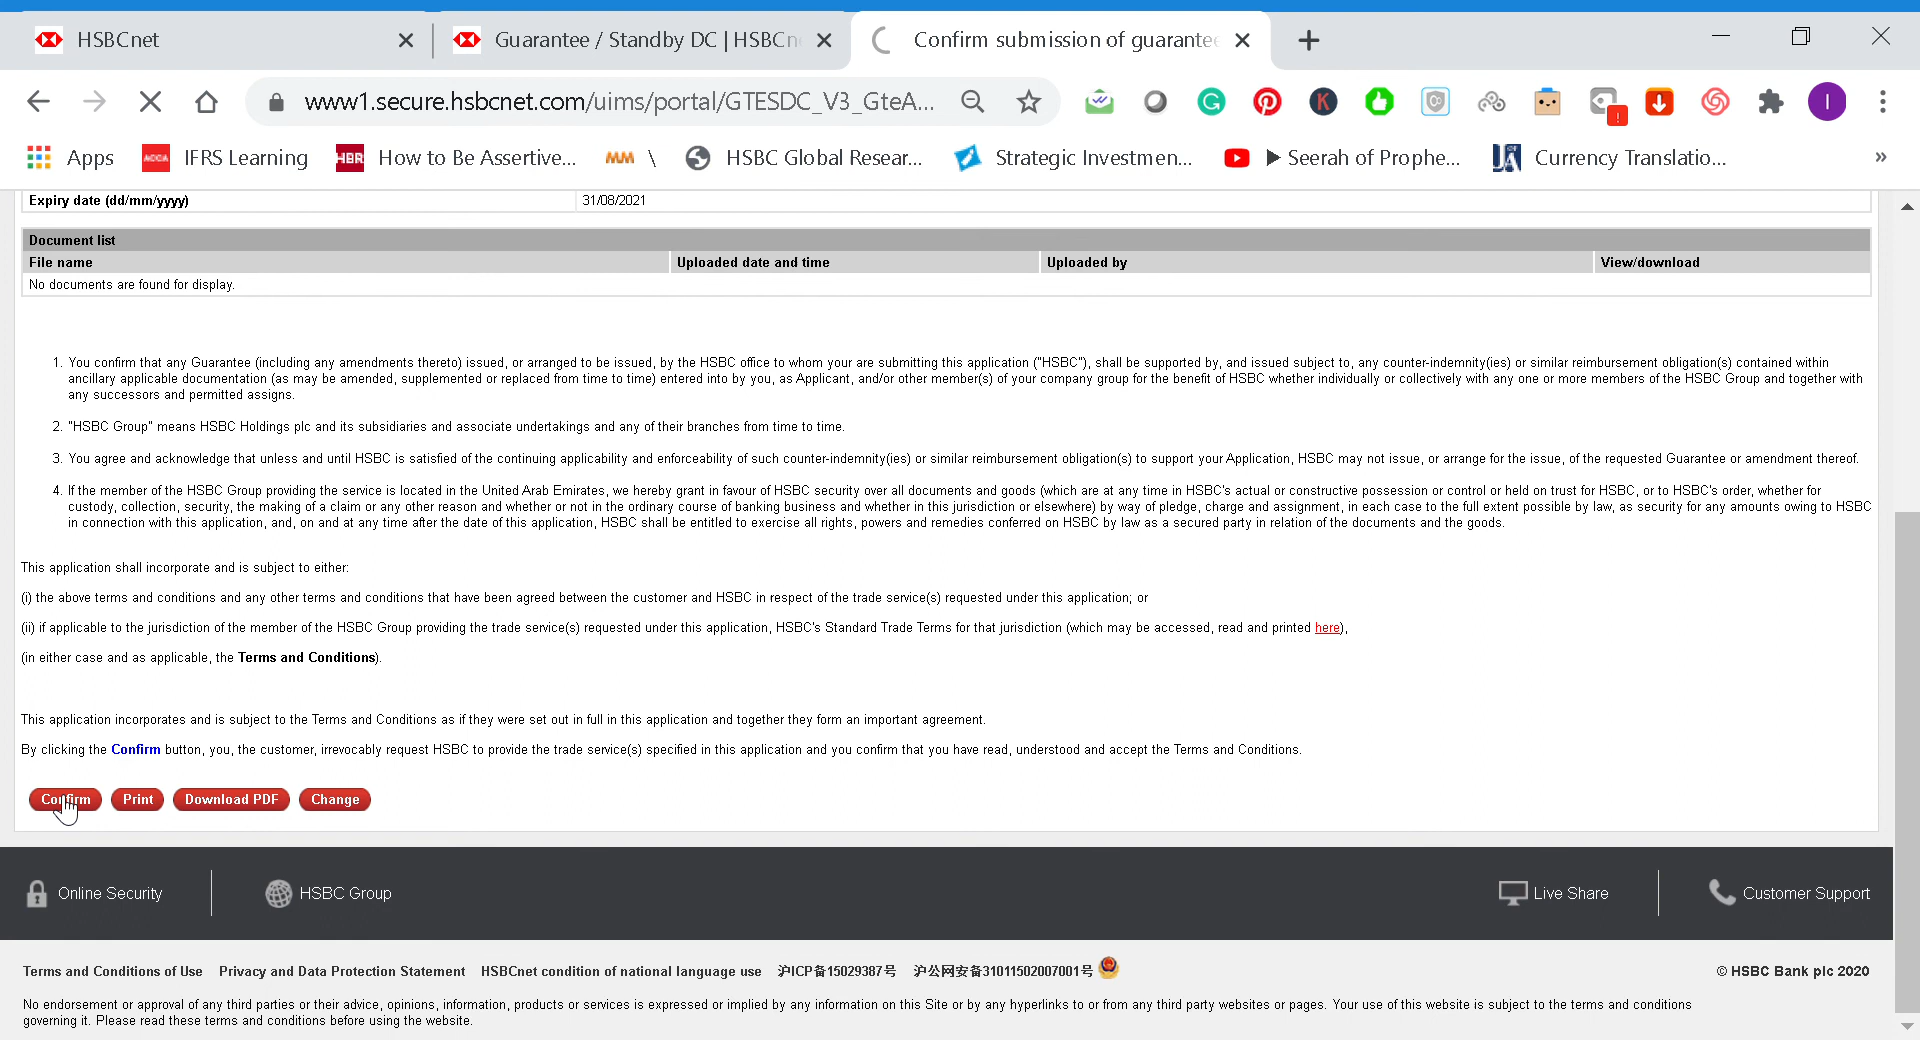 HSBCnet
Guarantee / Standby DC | HSBCn
Confirm submission of guarantee
www1.secure.hsbcnet.com/uims/portal/GTESDC_V3_GteA...
Apps
IFRS Learning
HBR
How to Be Assertive...
\
HSBC Global Resear...
Strategic Investmen...
▶ Seerah of Prophe...
Currency Translatio...
»
Expiry date (dd/mm/yyyy) 31/08/2021
Document list
File name Uploaded date and time Uploaded by View/download
No documents are found for display.
1. You confirm that any Guarantee (including any amendments thereto) issued, or arranged to be issued, by the HSBC office to whom your are submitting this application ("HSBC"), shall be supported by, and issued subject to, any counter-indemnity(ies) or similar reimbursement obligation(s) contained within
ancillary applicable documentation (as may be amended, supplemented or replaced from time to time) entered into by you, as Applicant, and/or other member(s) of your company group for the benefit of HSBC whether individually or collectively with any one or more members of the HSBC Group and together with
any successors and permitted assigns.
2. "HSBC Group" means HSBC Holdings plc and its subsidiaries and associate undertakings and any of their branches from time to time.
3. You agree and acknowledge that unless and until HSBC is satisfied of the continuing applicability and enforceability of such counter-indemnity(ies) or similar reimbursement obligation(s) to support your Application, HSBC may not issue, or arrange for the issue, of the requested Guarantee or amendment thereof.
4. If the member of the HSBC Group providing the service is located in the United Arab Emirates, we hereby grant in favour of HSBC security over all documents and goods (which are at any time in HSBC's actual or constructive possession or control or held on trust for HSBC, or to HSBC's order, whether for
custody, collection, security, the making of a claim or any other reason and whether or not in the ordinary course of banking business and whether in this jurisdiction or elsewhere) by way of pledge, charge and assignment, in each case to the full extent possible by law, as security for any amounts owing to HSBC
in connection with this application, and, on and at any time after the date of this application, HSBC shall be entitled to exercise all rights, powers and remedies conferred on HSBC by law as a secured party in relation of the documents and the goods.
This application shall incorporate and is subject to either:
(i) the above terms and conditions and any other terms and conditions that have been agreed between the customer and HSBC in respect of the trade service(s) requested under this application; or
(ii) if applicable to the jurisdiction of the member of the HSBC Group providing the trade service(s) requested under this application, HSBC's Standard Trade Terms for that jurisdiction (which may be accessed, read and printed here),
(in either case and as applicable, the Terms and Conditions).
This application incorporates and is subject to the Terms and Conditions as if they were set out in full in this application and together they form an important agreement.
By clicking the Confirm button, you, the customer, irrevocably request HSBC to provide the trade service(s) specified in this application and you confirm that you have read, understood and accept the Terms and Conditions.
Confirm Print Download PDF Change
Online Security HSBC Group Live Share Customer Support
Terms and Conditions of Use Privacy and Data Protection Statement HSBCnet condition of national language use 沪ICP备15029387号 沪公网安备31011502007001号 © HSBC Bank plc 2020
No endorsement or approval of any third parties or their advice, opinions, information, products or services is expressed or implied by any information on this Site or by any hyperlinks to or from any third party websites or pages. Your use of this website is subject to the terms and conditions
governing it. Please read these terms and conditions before using the website.